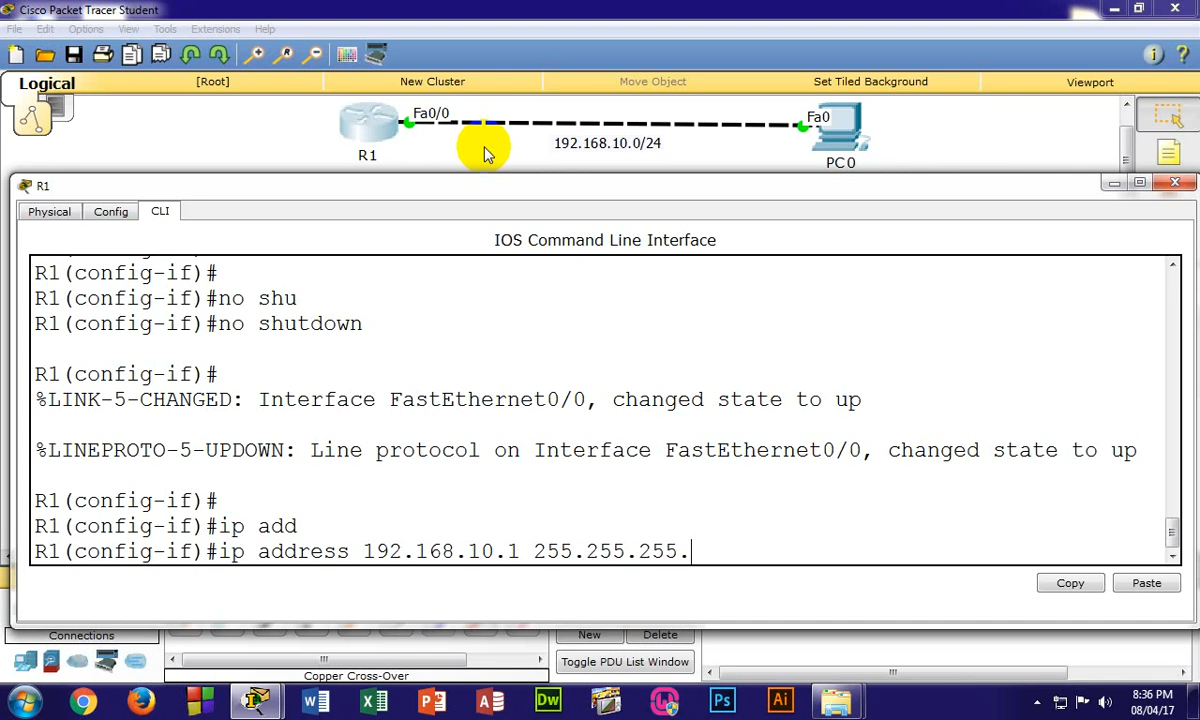 Cisco Packet Tracer Student
File Edit Options View Tools Extensions Help
Logical [Root] New Cluster Move Object Set Tiled Background Viewport
Fa0/0 Fa0
192.168.10.0/24
R1 PC0
R1
Physical Config CLI
IOS Command Line Interface
R1(config-if)#
R1(config-if)#no shu
R1(config-if)#no shutdown
R1(config-if)#
%LINK-5-CHANGED: Interface FastEthernet0/0, changed state to up
%LINEPROTO-5-UPDOWN: Line protocol on Interface FastEthernet0/0, changed state to up
R1(config-if)#
R1(config-if)#ip add
R1(config-if)#ip address 192.168.10.1 255.255.255.
Copy Paste
Connections New Delete
Toggle PDU List Window
Copper Cross-Over
Dw Ps Ai
8:36 PM
08/04/17